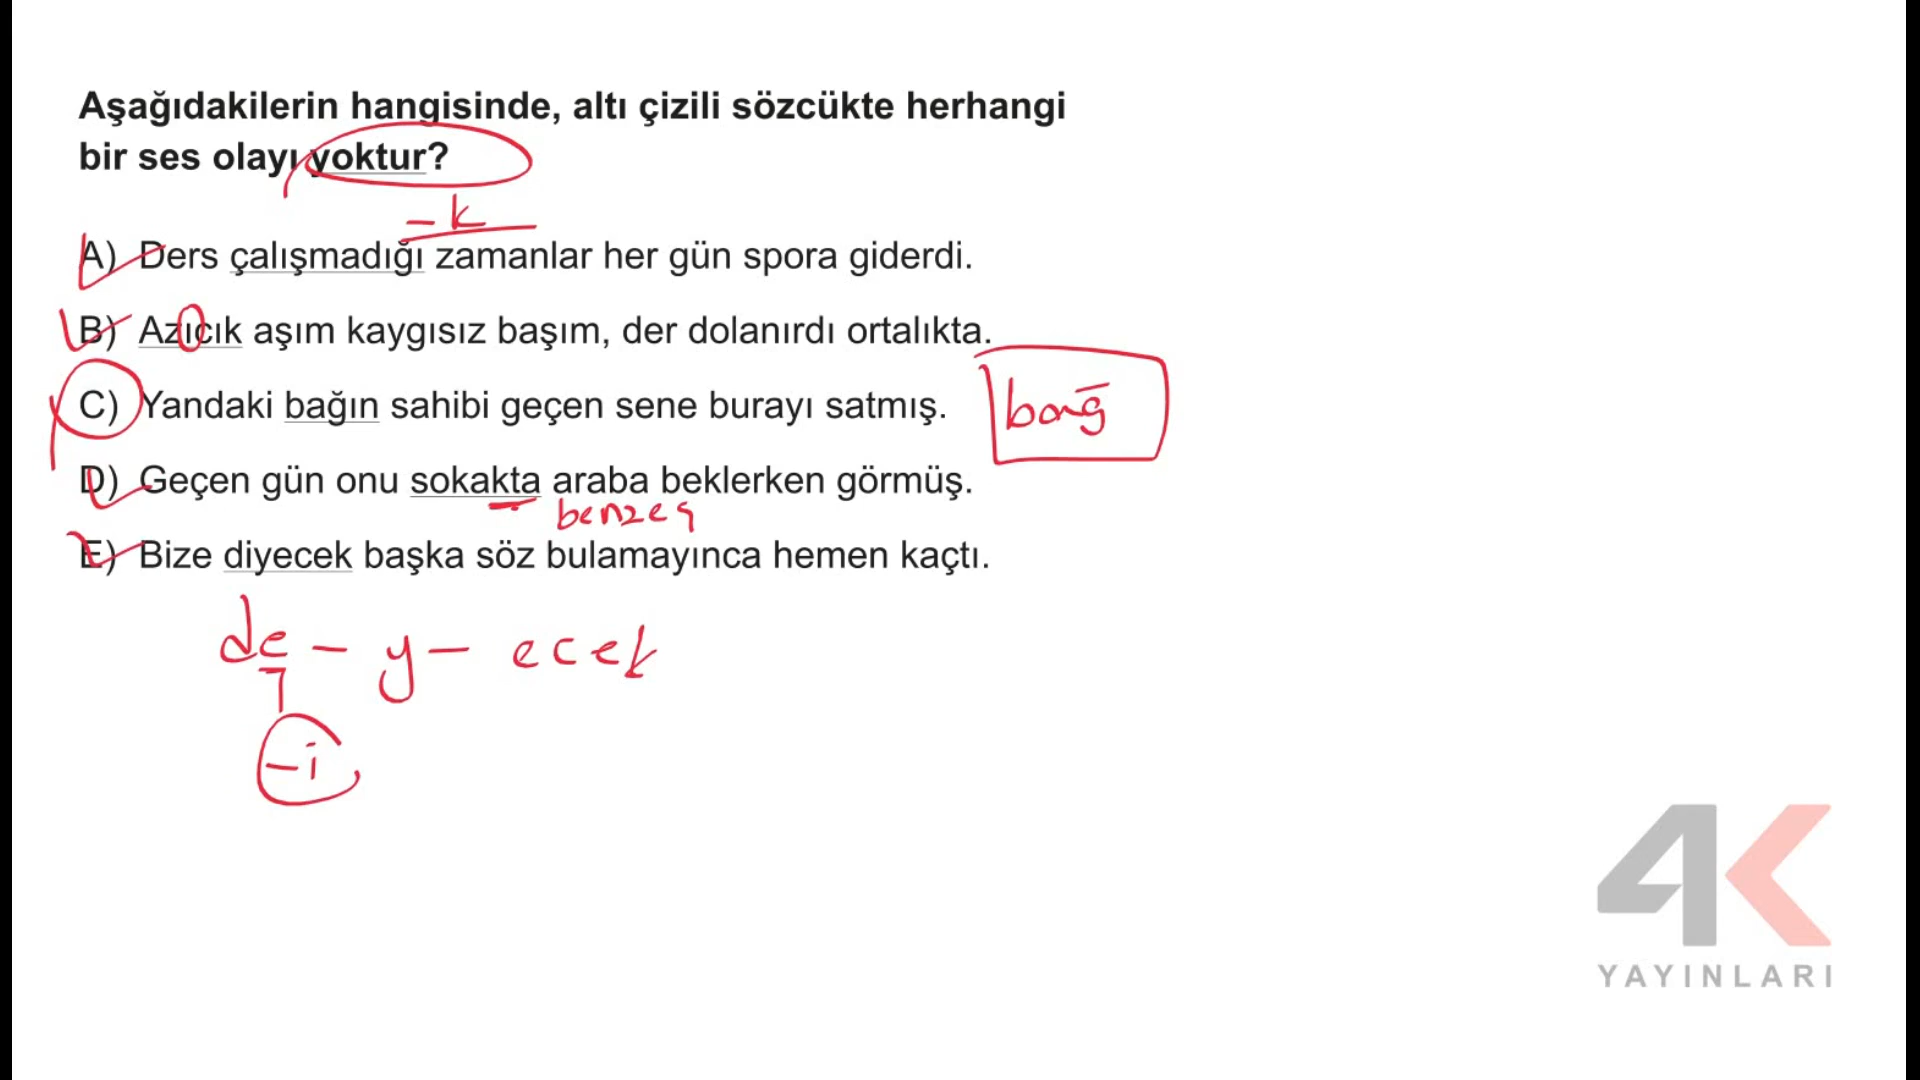 Aşağıdakilerin hangisinde, altı çizili sözcükte herhangi
bir ses olayı yoktur?
- k
A) Ders çalışmadığı zamanlar her gün spora giderdi.
B) Azıcık aşım kaygısız başım, der dolanırdı ortalıkta.
C) Yandaki bağın sahibi geçen sene burayı satmış.
bağ
D) Geçen gün onu sokakta araba beklerken görmüş.
benzeş
E) Bize diyecek başka söz bulamayınca hemen kaçtı.
de - y - ecek
- i
4K
YAYINLARI